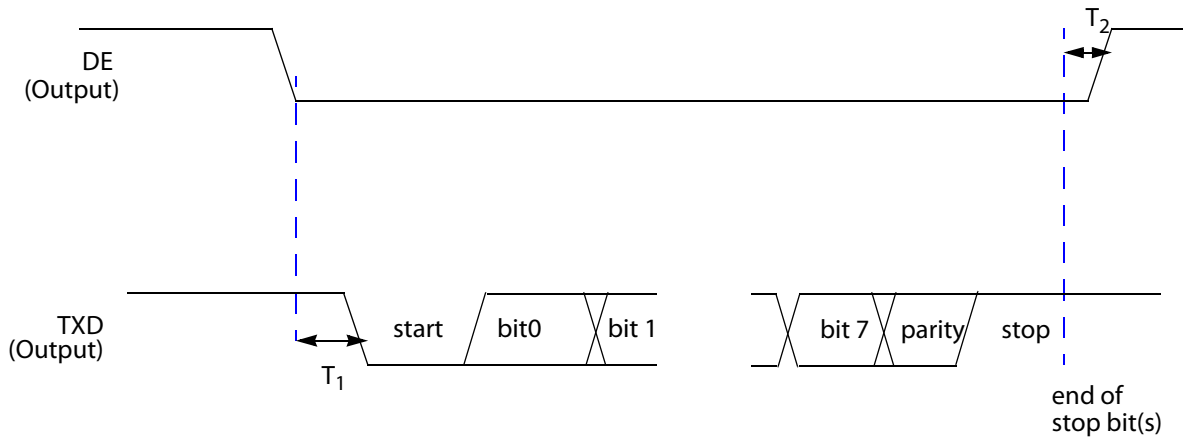 T2
DE
(Output)
TXD
(Output)
start
bit0
bit 1
bit 7
parity
stop
T1
end of
stop bit(s)